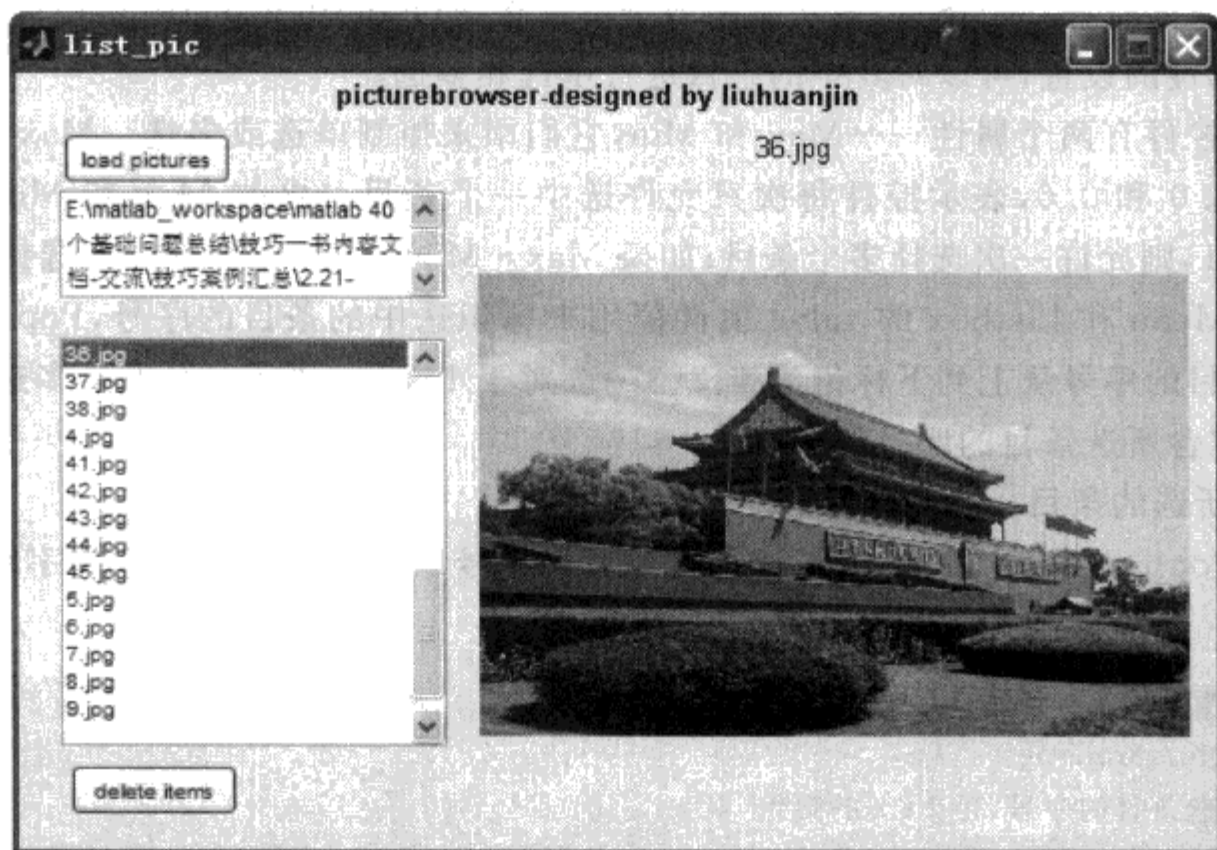 list_pic
picturebrowser-designed by liuhuanjin
load pictures
36.jpg
E:\matlab_workspace\matlab 40
个基础问题总结\技巧一书内容文
档-交流\技巧案例汇总\2.21-
36.jpg
37.jpg
38.jpg
4.jpg
41.jpg
42.jpg
43.jpg
44.jpg
45.jpg
5.jpg
6.jpg
7.jpg
8.jpg
9.jpg
delete items